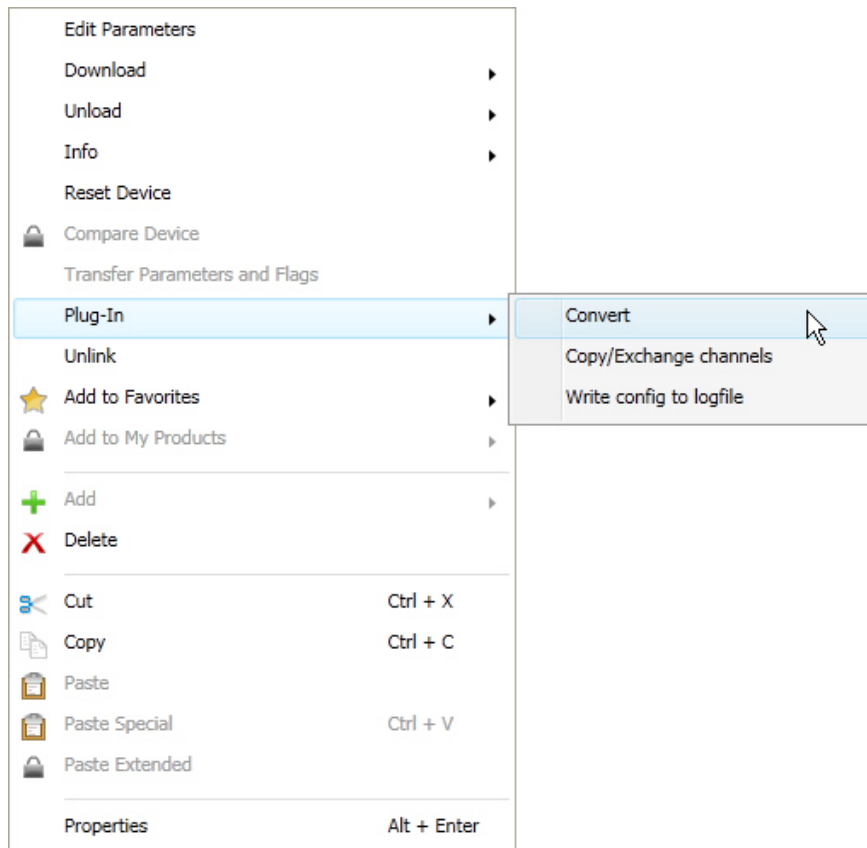 Edit Parameters
Download
Unload
Info
Reset Device
Compare Device
Transfer Parameters and Flags
Plug-In
Convert
Unlink
Copy/Exchange channels
Add to Favorites
Write config to logfile
Add to My Products
Add
Delete
Cut Ctrl + X
Copy Ctrl + C
Paste
Paste Special Ctrl + V
Paste Extended
Properties Alt + Enter